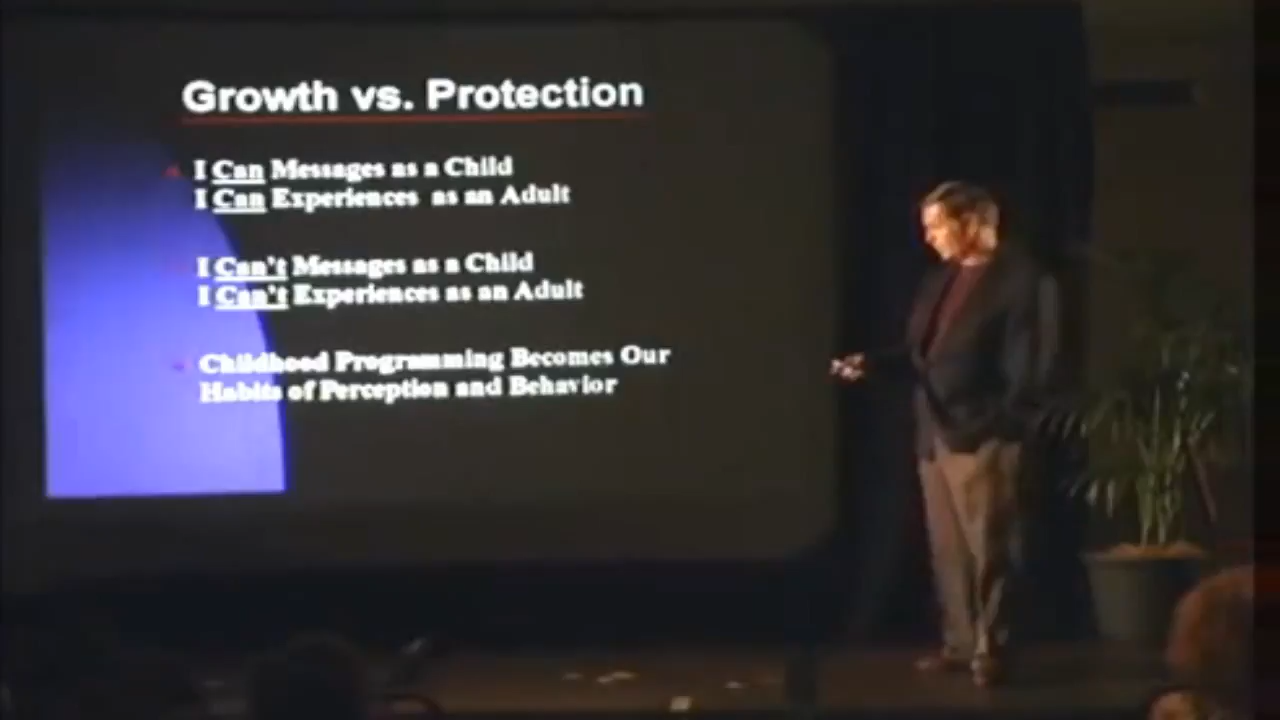 Growth vs. Protection
I Can Messages as a Child
I Can Experiences as an Adult
I Can't Messages as a Child
I Can't Experiences as an Adult
Childhood Programming Becomes Our
Habits of Perception and Behavior